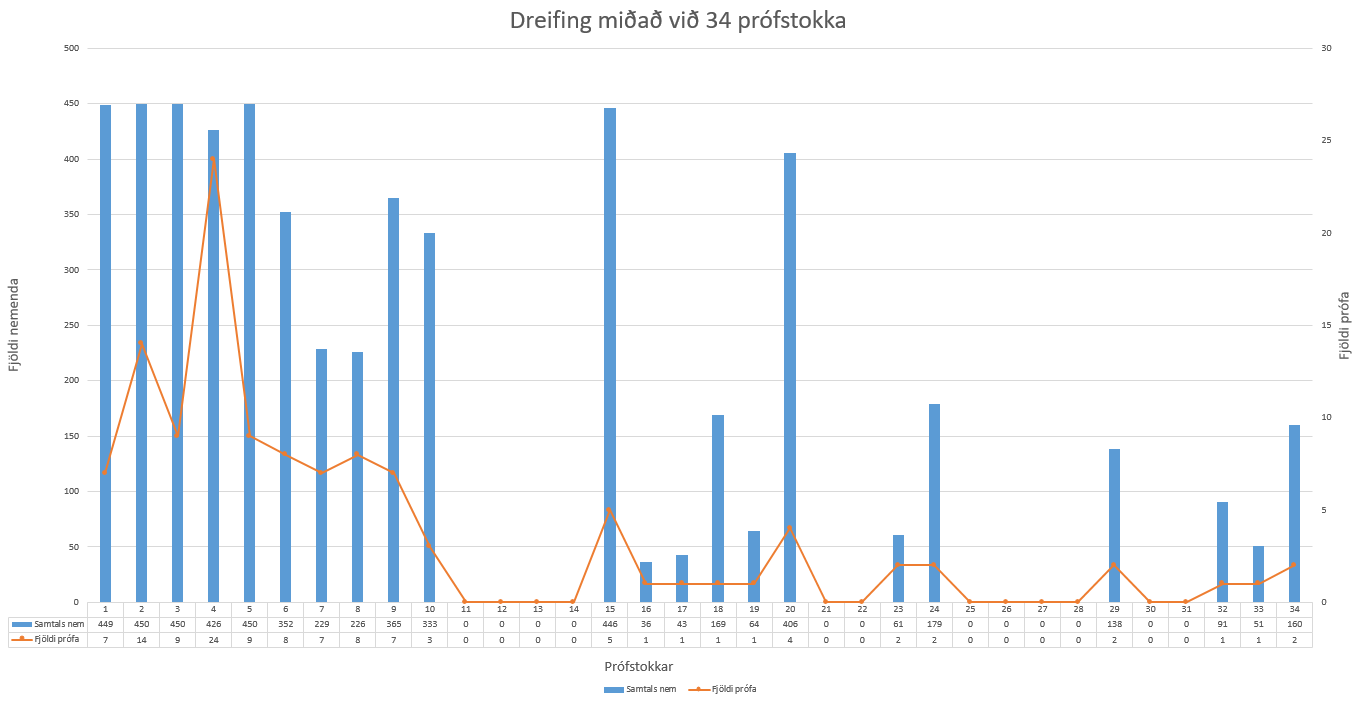 Dreifing miðað við 34 prófstokka
500 30
450
25
400
350
20
300
250 15
200
10
150
100
5
50
0 0
Fjöldi nemenda
Fjöldi prófa
1 2 3 4 5 6 7 8 9 10 11 12 13 14 15 16 17 18 19 20 21 22 23 24 25 26 27 28 29 30 31 32 33 34
Samtals nem 449 450 450 426 450 352 229 226 365 333 0 0 0 0 446 36 43 169 64 406 0 0 61 179 0 0 0 0 138 0 0 91 51 160
Fjöldi prófa 7 14 9 24 9 8 7 8 7 3 0 0 0 0 5 1 1 1 1 4 0 0 2 2 0 0 0 0 2 0 0 1 1 2
Prófstokkar
Samtals nem Fjöldi prófa